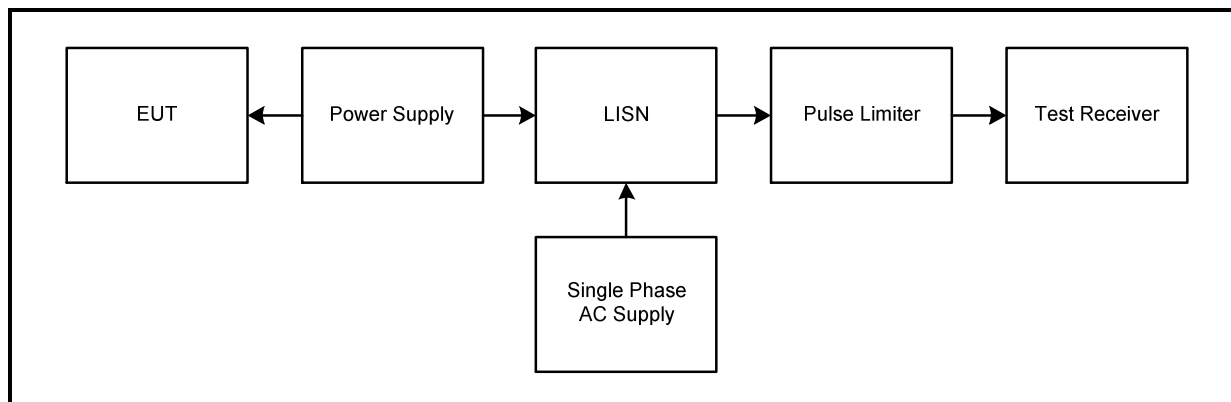 EUT
Power Supply
LISN
Pulse Limiter
Test Receiver
Single Phase
AC Supply